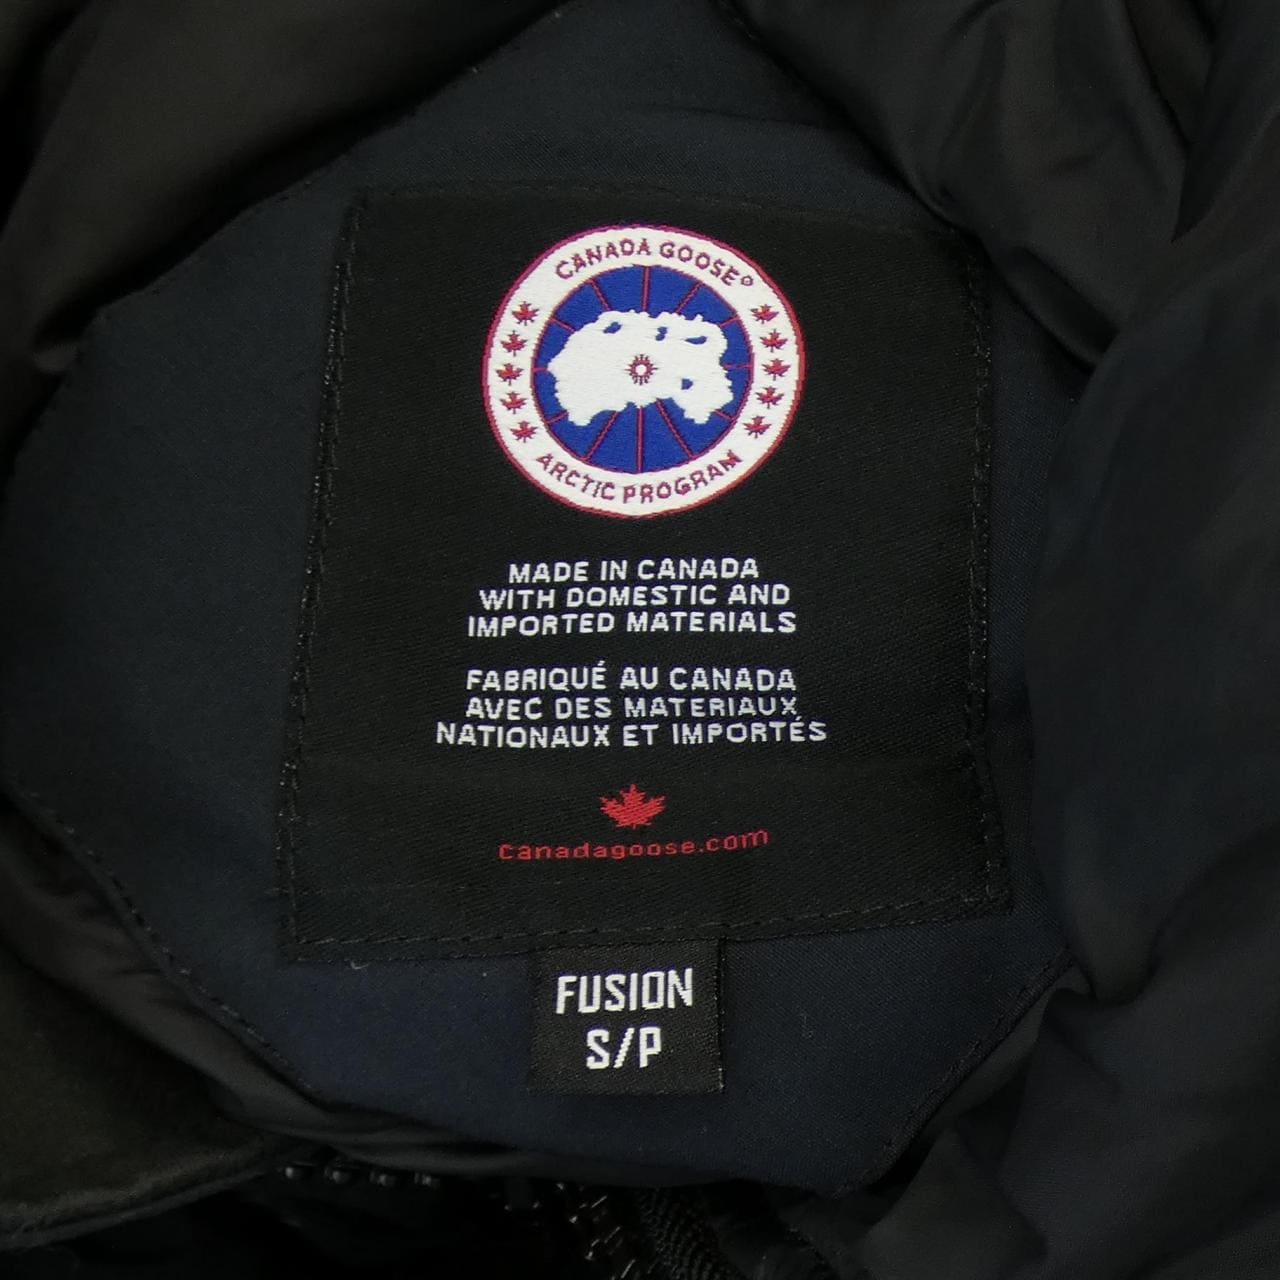 CANADA GOOSE®
ARCTIC PROGRAM
MADE IN CANADA
WITH DOMESTIC AND
IMPORTED MATERIALS
FABRIQUÉ AU CANADA
AVEC DES MATERIAUX
NATIONAUX ET IMPORTÉS
canadagoose.com
FUSION
S/P